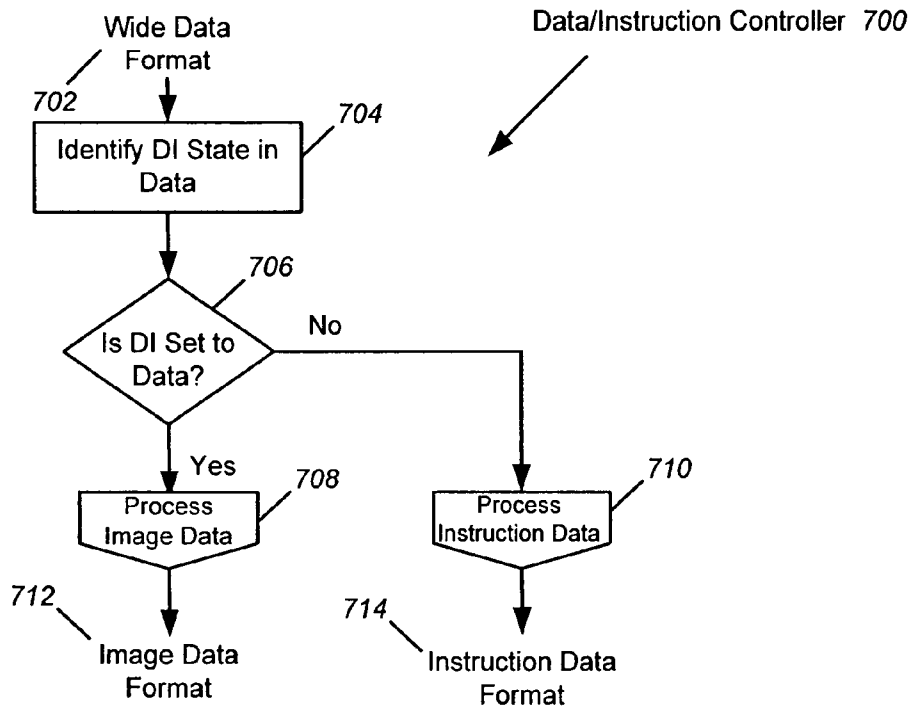 Data/Instruction Controller 700
Wide Data
Format
702
704
Identify DI State in
Data
706
Is DI Set to
Data?
No
Yes
708
Process
Image Data
710
Process
Instruction Data
712
Image Data
Format
714
Instruction Data
Format